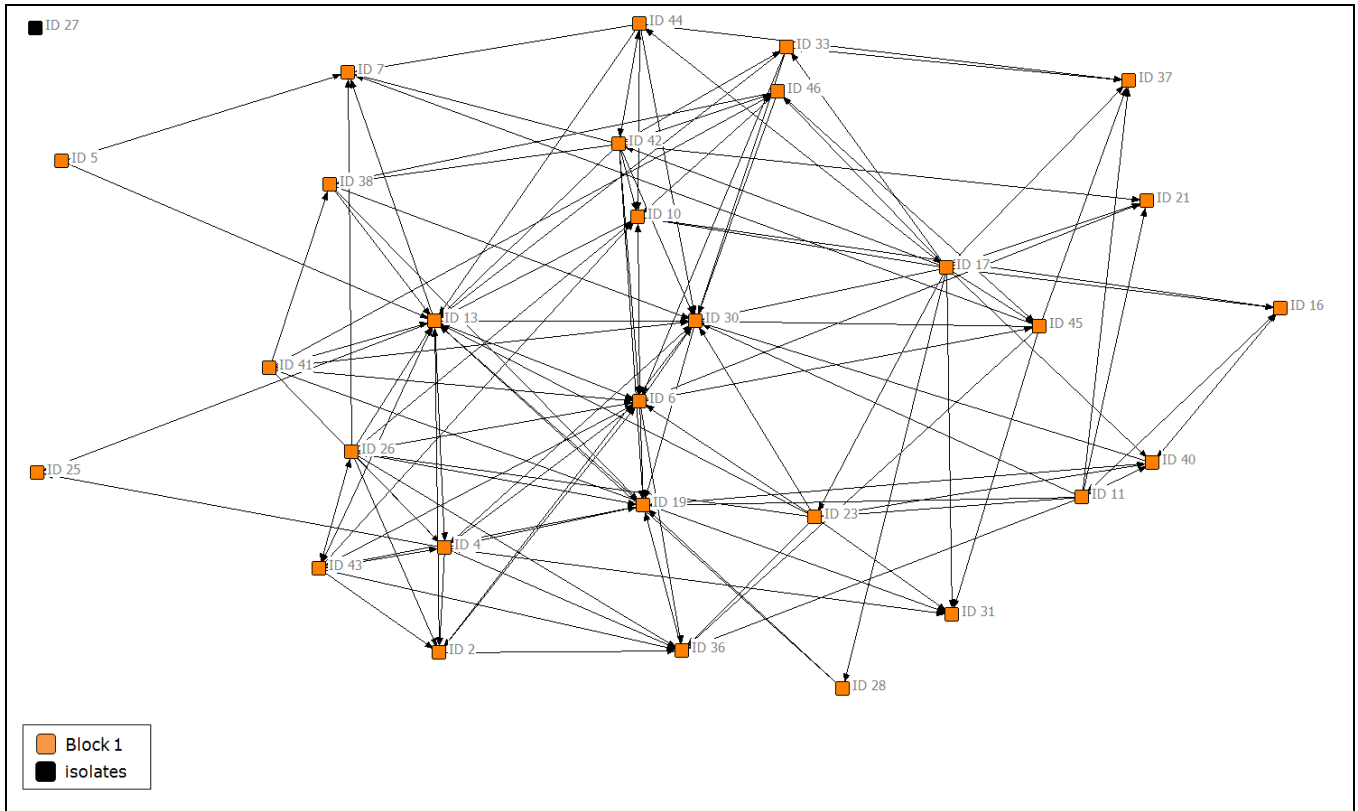 ID 44
ID 27
ID 33
ID 7
ID 37
ID 46
ID 42
ID 5
ID 38
ID 21
ID 10
ID 17
ID 16
ID 13
ID 30
ID 45
ID 41
ID 6
ID 26
ID 40
ID 25
ID 11
ID 19
ID 23
ID 4
ID 43
ID 31
ID 2
ID 36
ID 28
Block 1
isolates